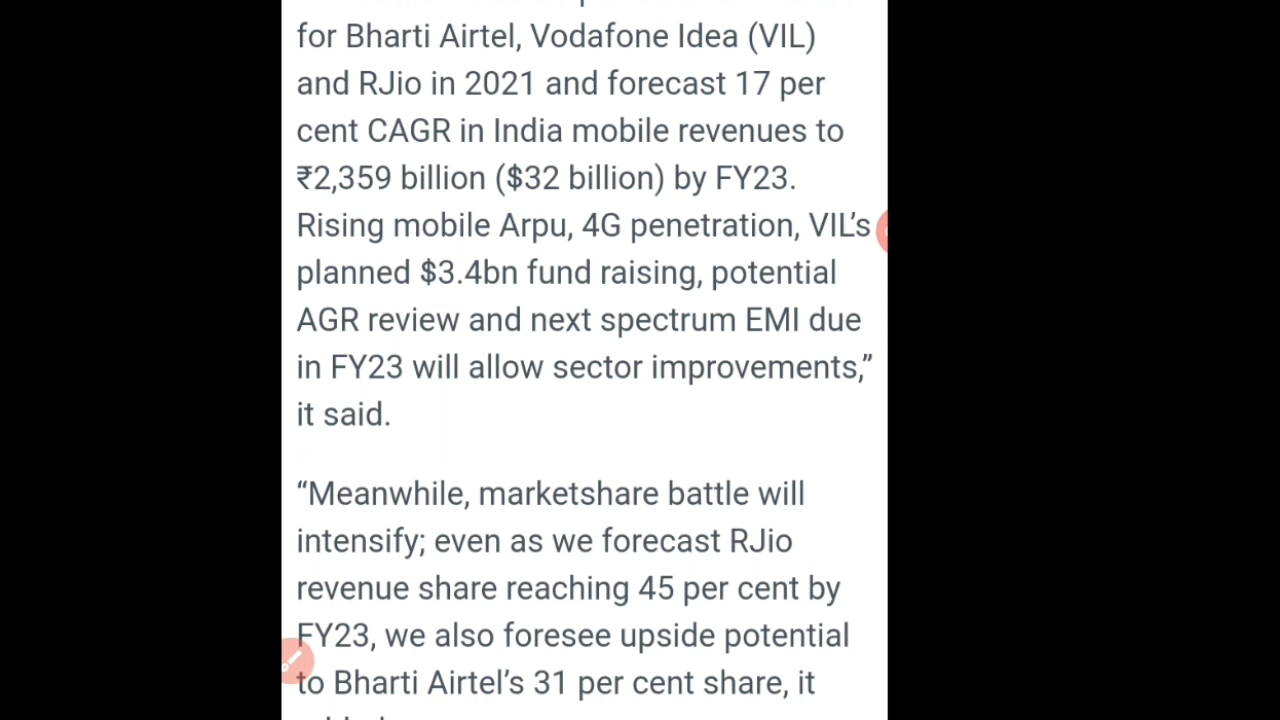 for Bharti Airtel, Vodafone Idea (VIL)
and RJio in 2021 and forecast 17 per
cent CAGR in India mobile revenues to
₹2,359 billion ($32 billion) by FY23.
Rising mobile Arpu, 4G penetration, VIL’s
planned $3.4bn fund raising, potential
AGR review and next spectrum EMI due
in FY23 will allow sector improvements,”
it said.
“Meanwhile, marketshare battle will
intensify; even as we forecast RJio
revenue share reaching 45 per cent by
FY23, we also foresee upside potential
to Bharti Airtel’s 31 per cent share, it